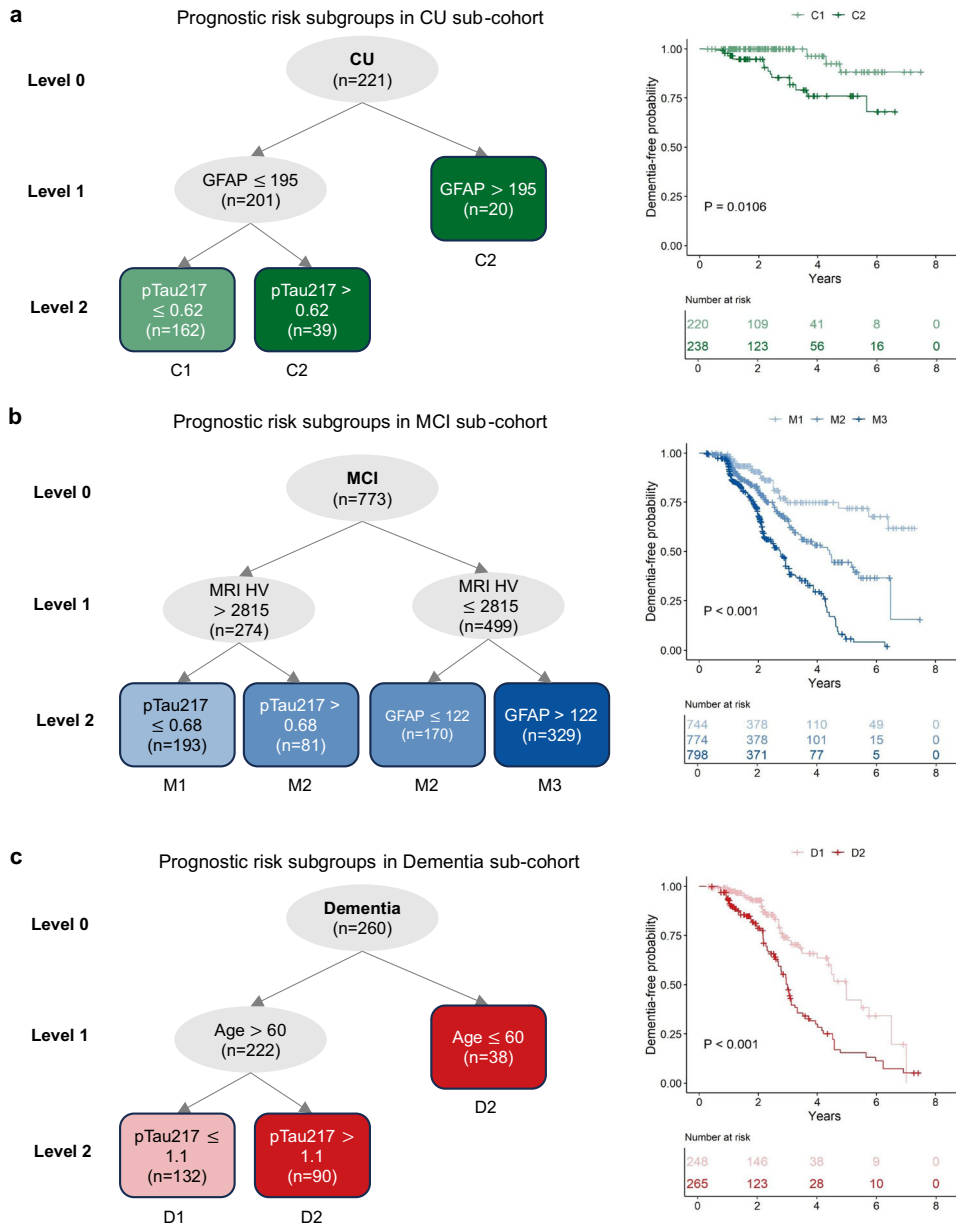 a
Prognostic risk subgroups in CU sub-cohort
Level 0
CU
(n=221)
Level 1
GFAP ≤ 195
(n=201)
GFAP > 195
(n=20)
C2
Level 2
pTau217
≤ 0.62
(n=162)
C1
pTau217 >
0.62
(n=39)
C2
C1 C2
Dementia-free probability
1.00
0.75
0.50
0.25
0.00
P = 0.0106
0 2 4 6 8
Years
Number at risk
220 109 41 8 0
238 123 56 16 0
0 2 4 6 8
b
Prognostic risk subgroups in MCI sub-cohort
Level 0
MCI
(n=773)
Level 1
MRI HV
> 2815
(n=274)
MRI HV
≤ 2815
(n=499)
Level 2
pTau217
≤ 0.68
(n=193)
M1
pTau217 >
0.68
(n=81)
M2
GFAP ≤ 122
(n=170)
M2
GFAP > 122
(n=329)
M3
M1 M2 M3
Dementia-free probability
1.00
0.75
0.50
0.25
0.00
P < 0.001
0 2 4 6 8
Years
Number at risk
744 378 110 49 0
774 378 101 15 0
798 371 77 5 0
0 2 4 6 8
c
Prognostic risk subgroups in Dementia sub-cohort
Level 0
Dementia
(n=260)
Level 1
Age > 60
(n=222)
Age ≤ 60
(n=38)
D2
Level 2
pTau217 ≤
1.1
(n=132)
D1
pTau217 >
1.1
(n=90)
D2
D1 D2
Dementia-free probability
1.00
0.75
0.50
0.25
0.00
P < 0.001
0 2 4 6 8
Years
Number at risk
248 146 38 9 0
265 123 28 10 0
0 2 4 6 8